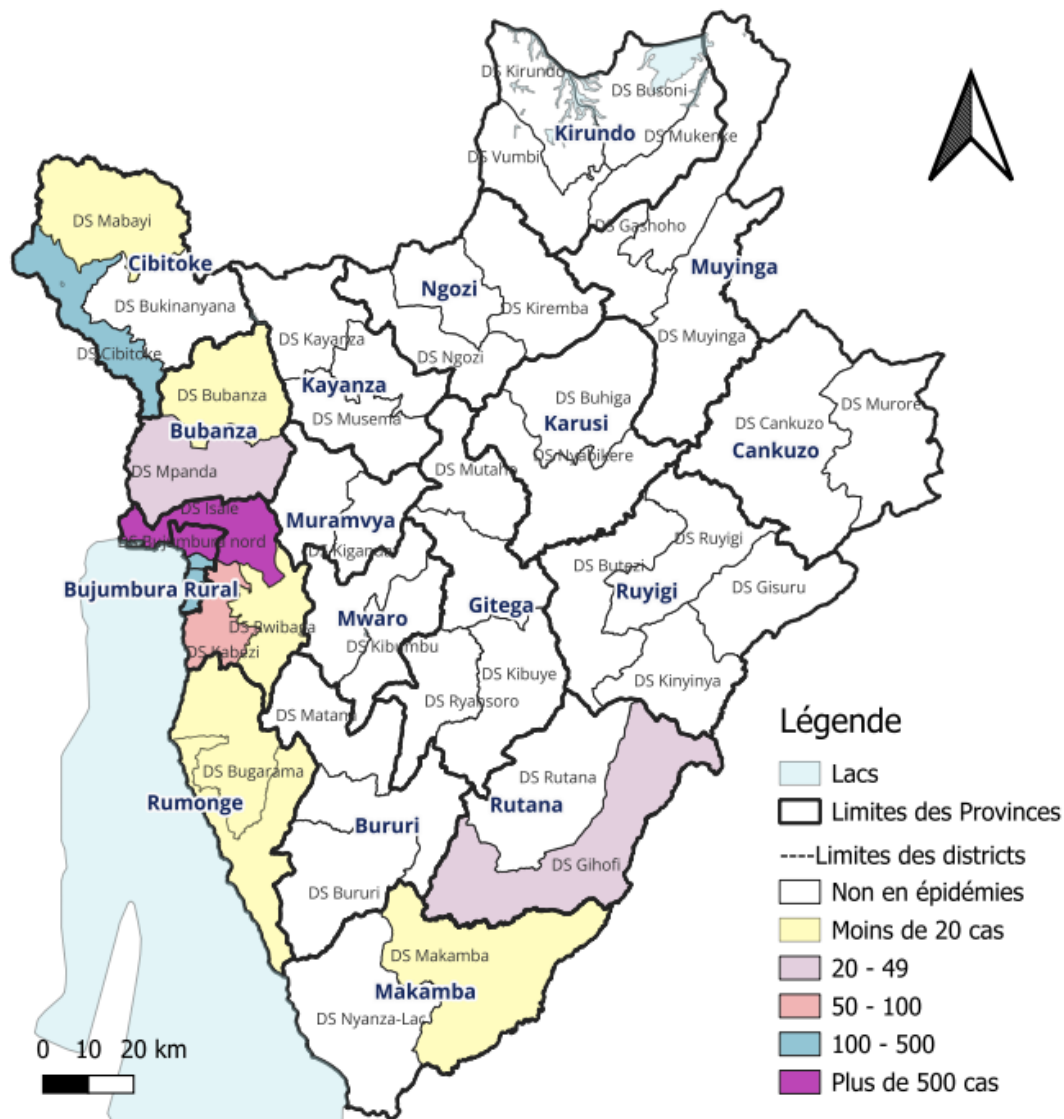 DS Kirundo
DS Busoni
Kirundo
DS Mukenke
DS Vumbi
DS Mabayi
DS Gashoho
Cibitoke
Muyinga
Ngozi
DS Bukinanyana
DS Kiremba
DS Kayanza
DS Muyinga
DS Cibitoke
DS Ngozi
Kayanza
DS Bubanza
DS Buhiga
DS Murore
DS Musema
Karusi
DS Cankuzo
Bubanza
Cankuzo
DS Nyabikere
DS Mpanda
DS Mutaho
DS Isale
Muramvya
DS Bujumbura nord
DS Ruyigi
DS Kiganda
DS Butezi
Bujumbura Rural
Ruyigi
DS Gisuru
Gitega
Mwaro
DS Rwibaga
DS Kibumbu
DS Kabezi
DS Kibuye
DS Kinyinya
DS Ryansoro
DS Matana
Légende
DS Bugarama
DS Rutana
Lacs
Rumonge
Rutana
Limites des Provinces
Bururi
----Limites des districts
DS Gihofi
DS Bururi
Non en épidémies
Moins de 20 cas
DS Makamba
20 - 49
Makamba
50 - 100
DS Nyanza-Lac
100 - 500
0 10 20 km
Plus de 500 cas